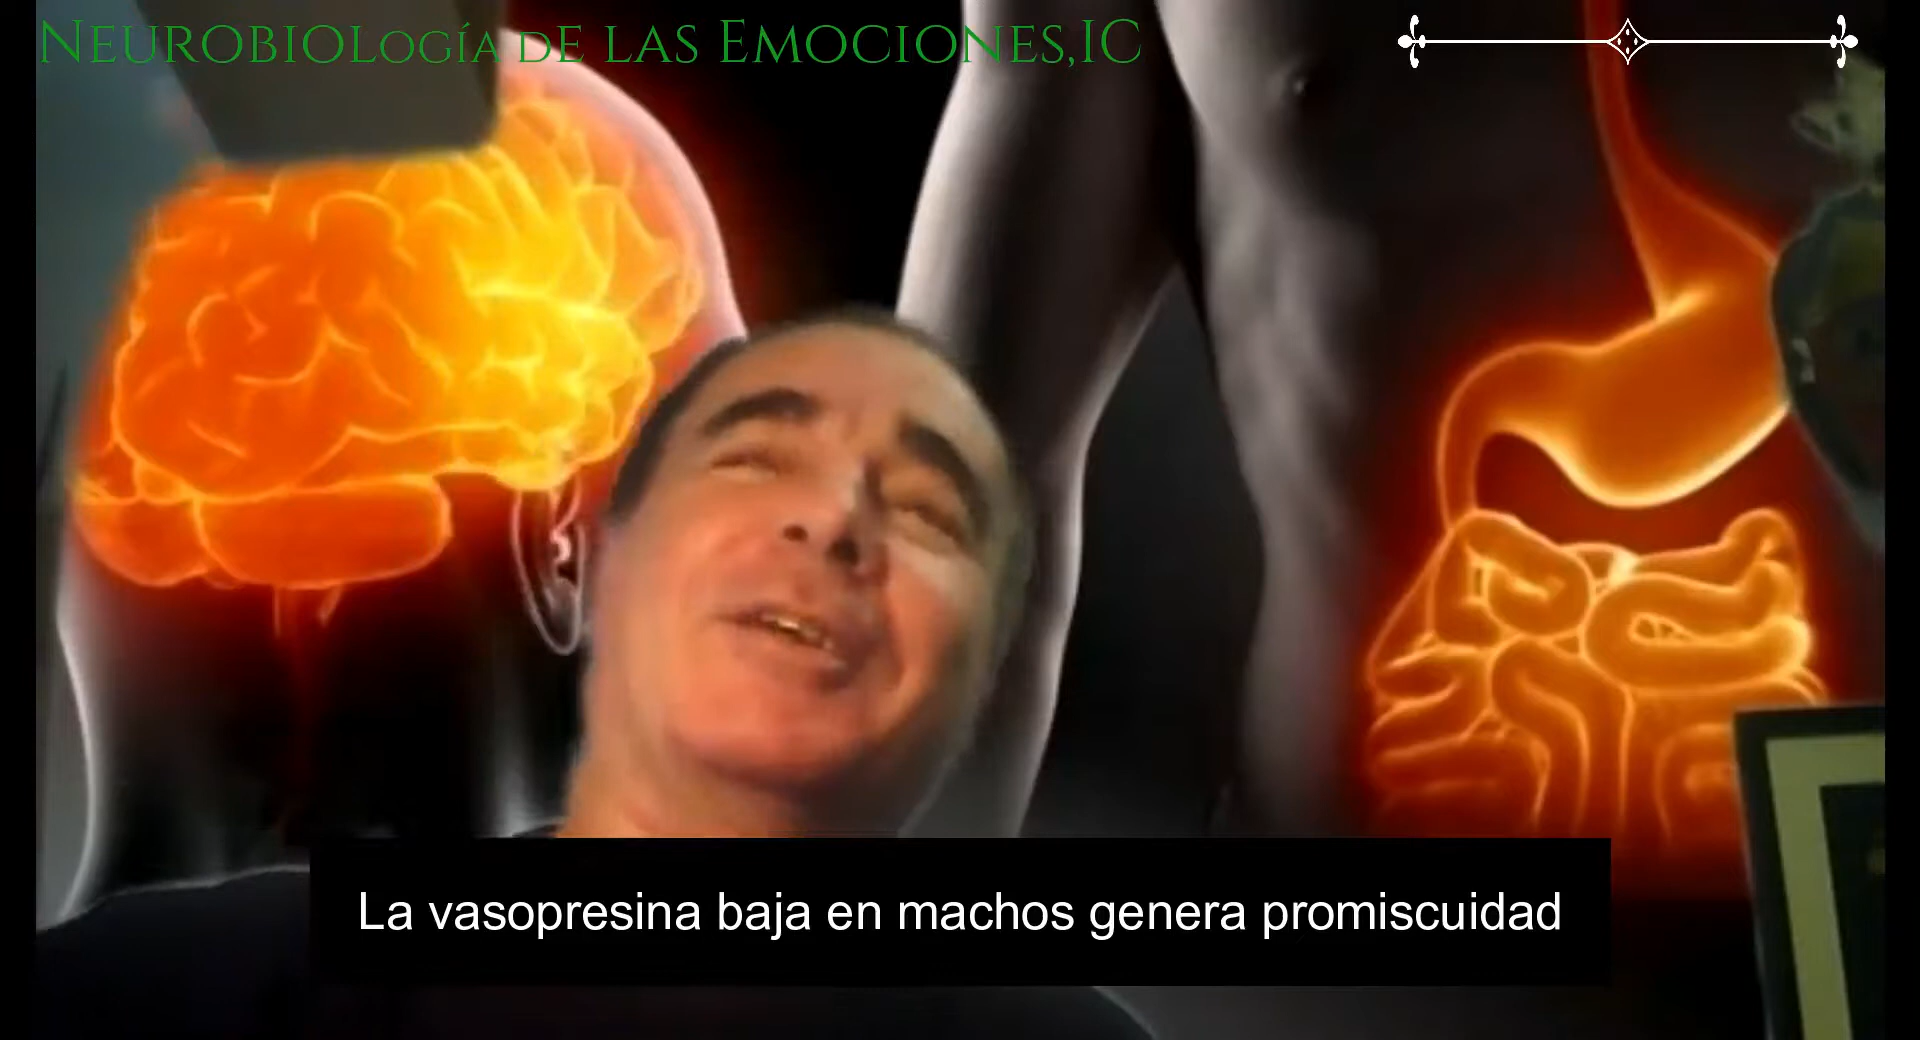 Neurobiología de las Emociones,IC
La vasopresina baja en machos genera promiscuidad